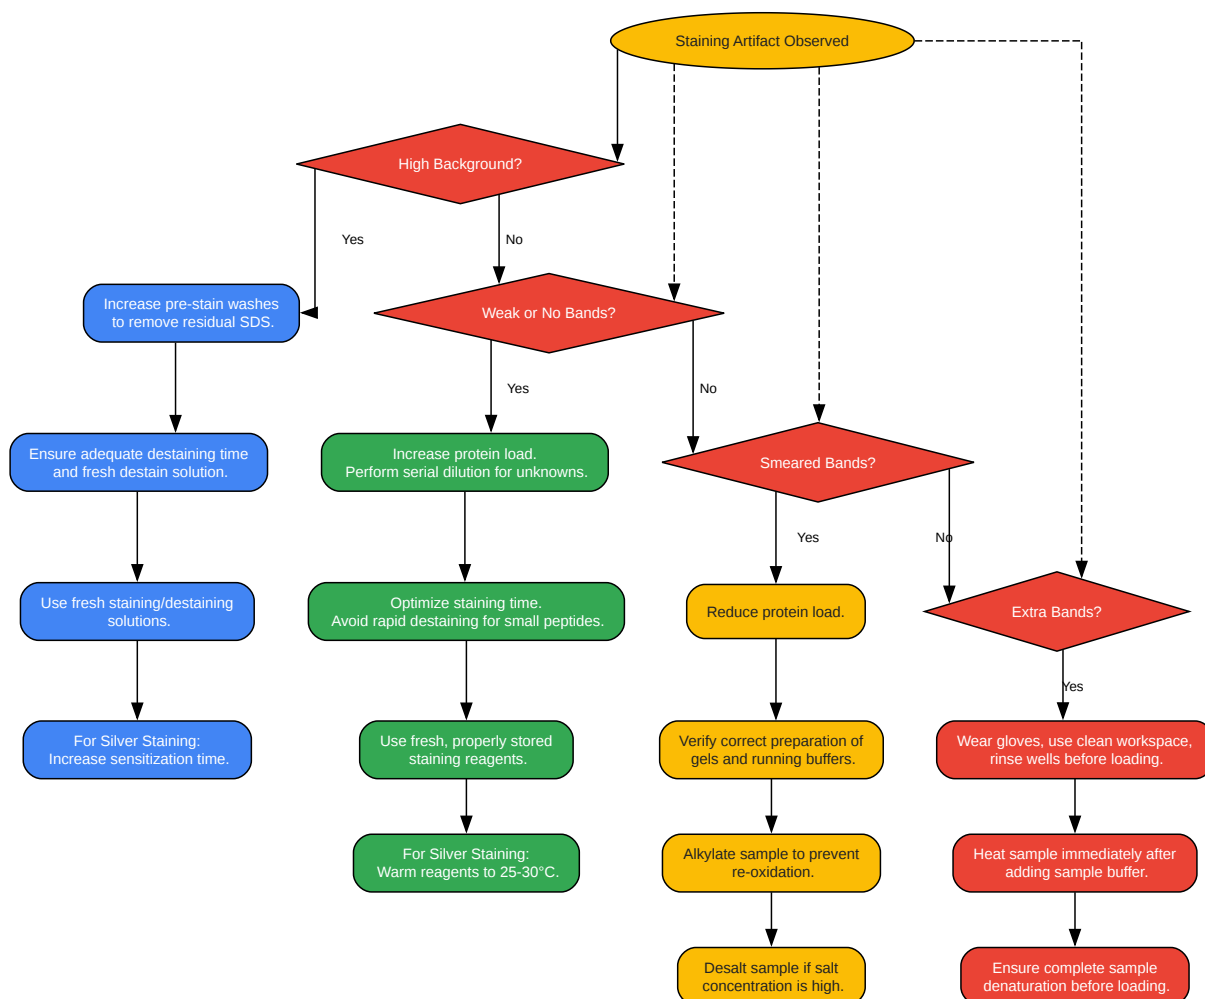 Staining Artifact Observed
High Background?
Yes
No
Increase pre-stain washes
to remove residual SDS.
Weak or No Bands?
Yes
No
Ensure adequate destaining time
and fresh destain solution.
Increase protein load.
Perform serial dilution for unknowns.
Smeared Bands?
Yes
No
Use fresh staining/destaining
solutions.
Optimize staining time.
Avoid rapid destaining for small peptides.
Reduce protein load.
Extra Bands?
Yes
For Silver Staining:
Increase sensitization time.
Use fresh, properly stored
staining reagents.
Verify correct preparation of
gels and running buffers.
Wear gloves, use clean workspace,
rinse wells before loading.
For Silver Staining:
Warm reagents to 25-30°C.
Alkylate sample to prevent
re-oxidation.
Heat sample immediately after
adding sample buffer.
Desalt sample if salt
concentration is high.
Ensure complete sample
denaturation before loading.